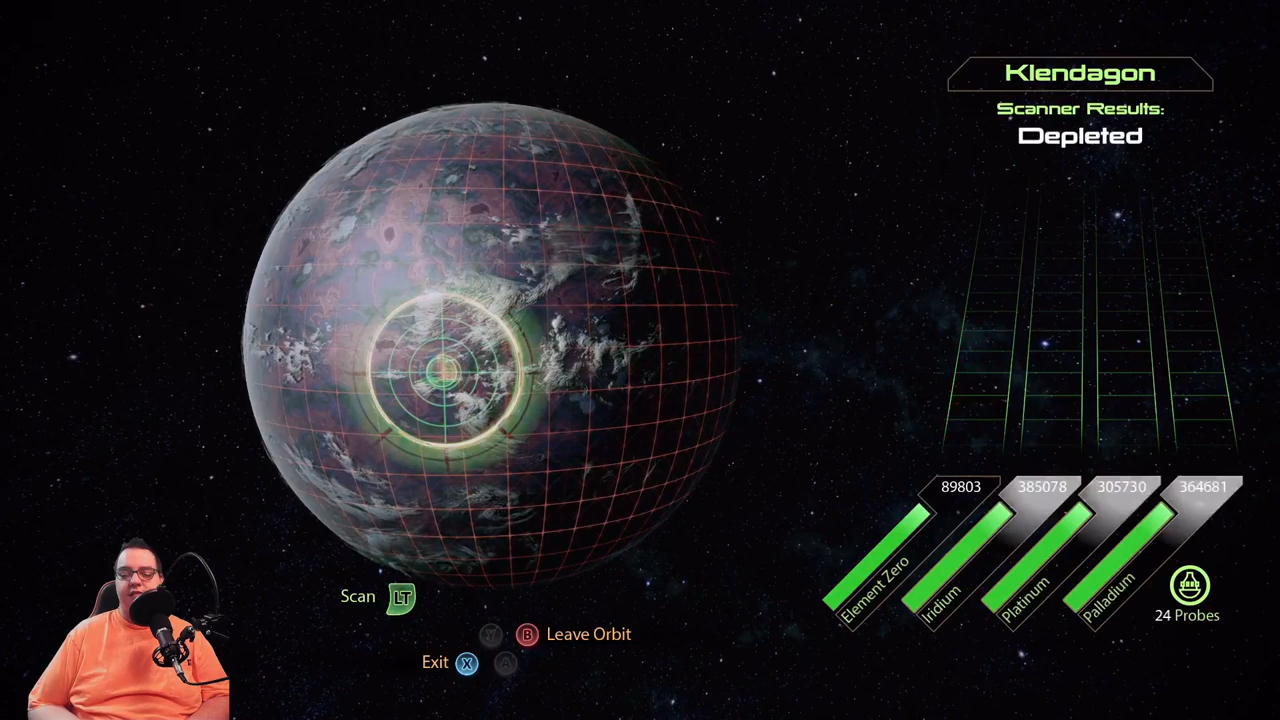 Klendagon
Scanner Results:
Depleted
89803
385078
305730
364681
Element Zero
Iridium
Platinum
Palladium
24 Probes
Scan LT
Y
B Leave Orbit
Exit X
A